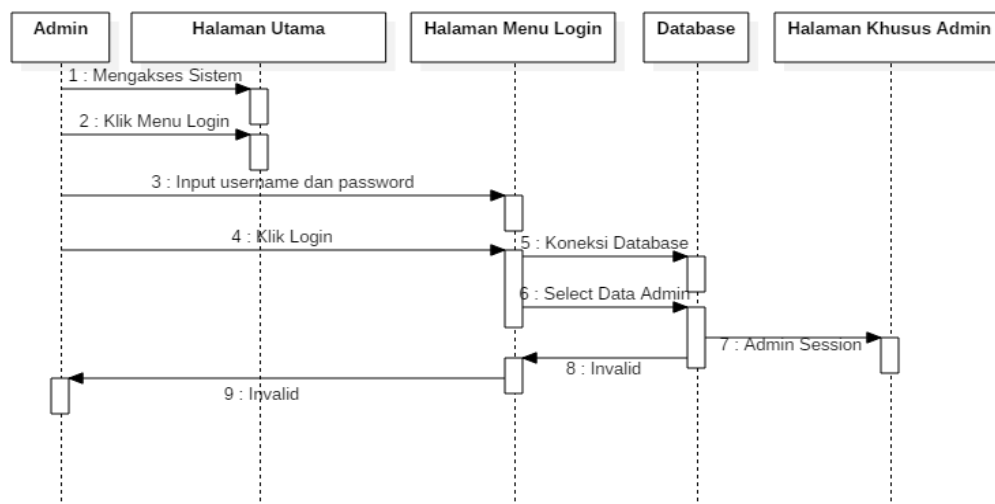 Admin
Halaman Utama
Halaman Menu Login
Database
Halaman Khusus Admin
1 : Mengakses Sistem
2 : Klik Menu Login
3 : Input username dan password
4 : Klik Login
5 : Koneksi Database
6 : Select Data Admin
7 : Admin Session
8 : Invalid
9 : Invalid